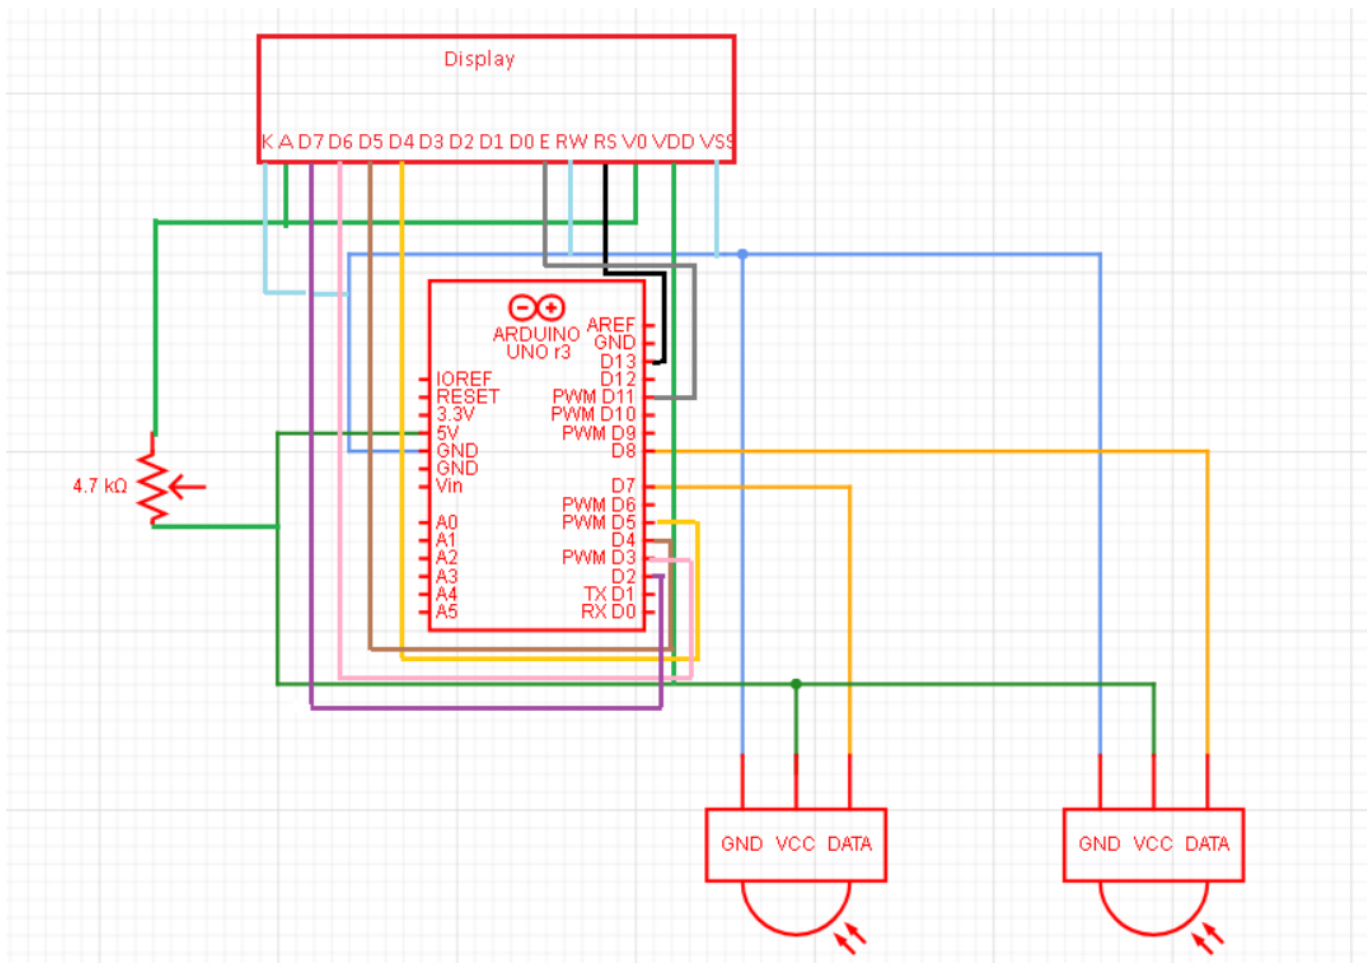 Display
K A D7 D6 D5 D4 D3 D2 D1 D0 E RW RS V0 VDD VSS
ARDUINO
UNO r3
AREF
GND
D13
D12
PWM D11
PWM D10
PWM D9
D8
D7
PWM D6
PWM D5
D4
PWM D3
D2
TX D1
RX D0
IOREF
RESET
3.3V
5V
GND
GND
Vin
A0
A1
A2
A3
A4
A5
4.7 kΩ
GND VCC DATA
GND VCC DATA